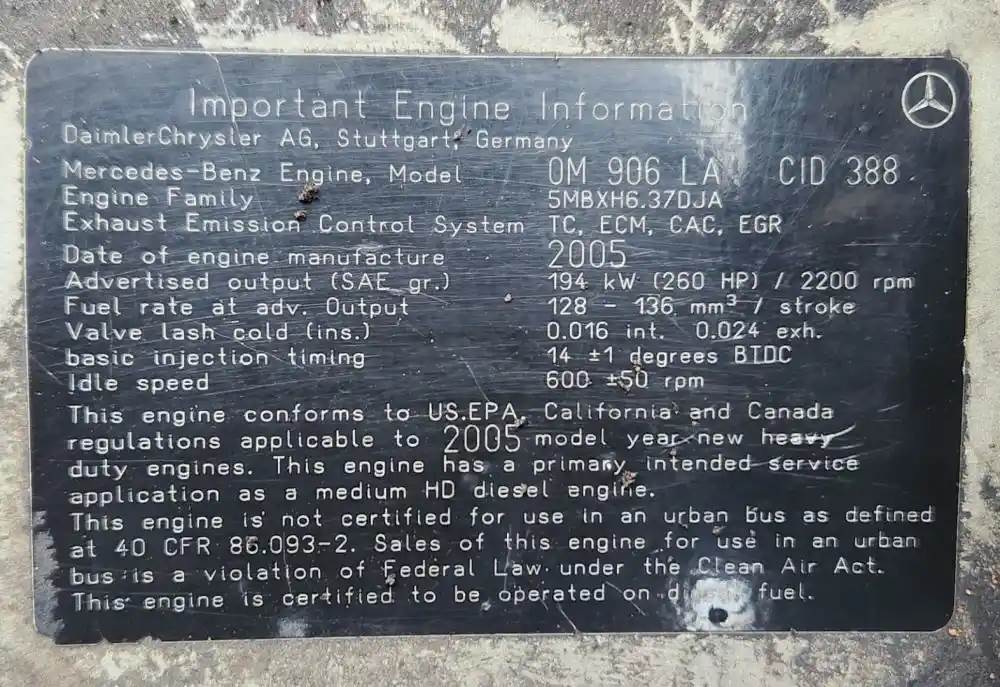 Important Engine Information
DaimlerChrysler AG, Stuttgart, Germany
Mercedes-Benz Engine, Model OM 906 LA CID 388
Engine Family 5MBXH6.37DJA
Exhaust Emission Control System TC, ECM, CAC, EGR
Date of engine manufacture 2005
Advertised output (SAE gr.) 194 kW (260 HP) / 2200 rpm
Fuel rate at adv. Output 128 - 136 mm³ / stroke
Valve lash cold (ins.) 0.016 int. 0.024 exh.
basic injection timing 14 ±1 degrees BTDC
Idle speed 600 ±50 rpm
This engine conforms to US.EPA, California and Canada
regulations applicable to 2005 model year new heavy
duty engines. This engine has a primary intended service
application as a medium HD diesel engine.
This engine is not certified for use in an urban bus as defined
at 40 CFR 86.093-2. Sales of this engine for use in an urban
bus is a violation of Federal Law under the Clean Air Act.
This engine is certified to be operated on diesel fuel.